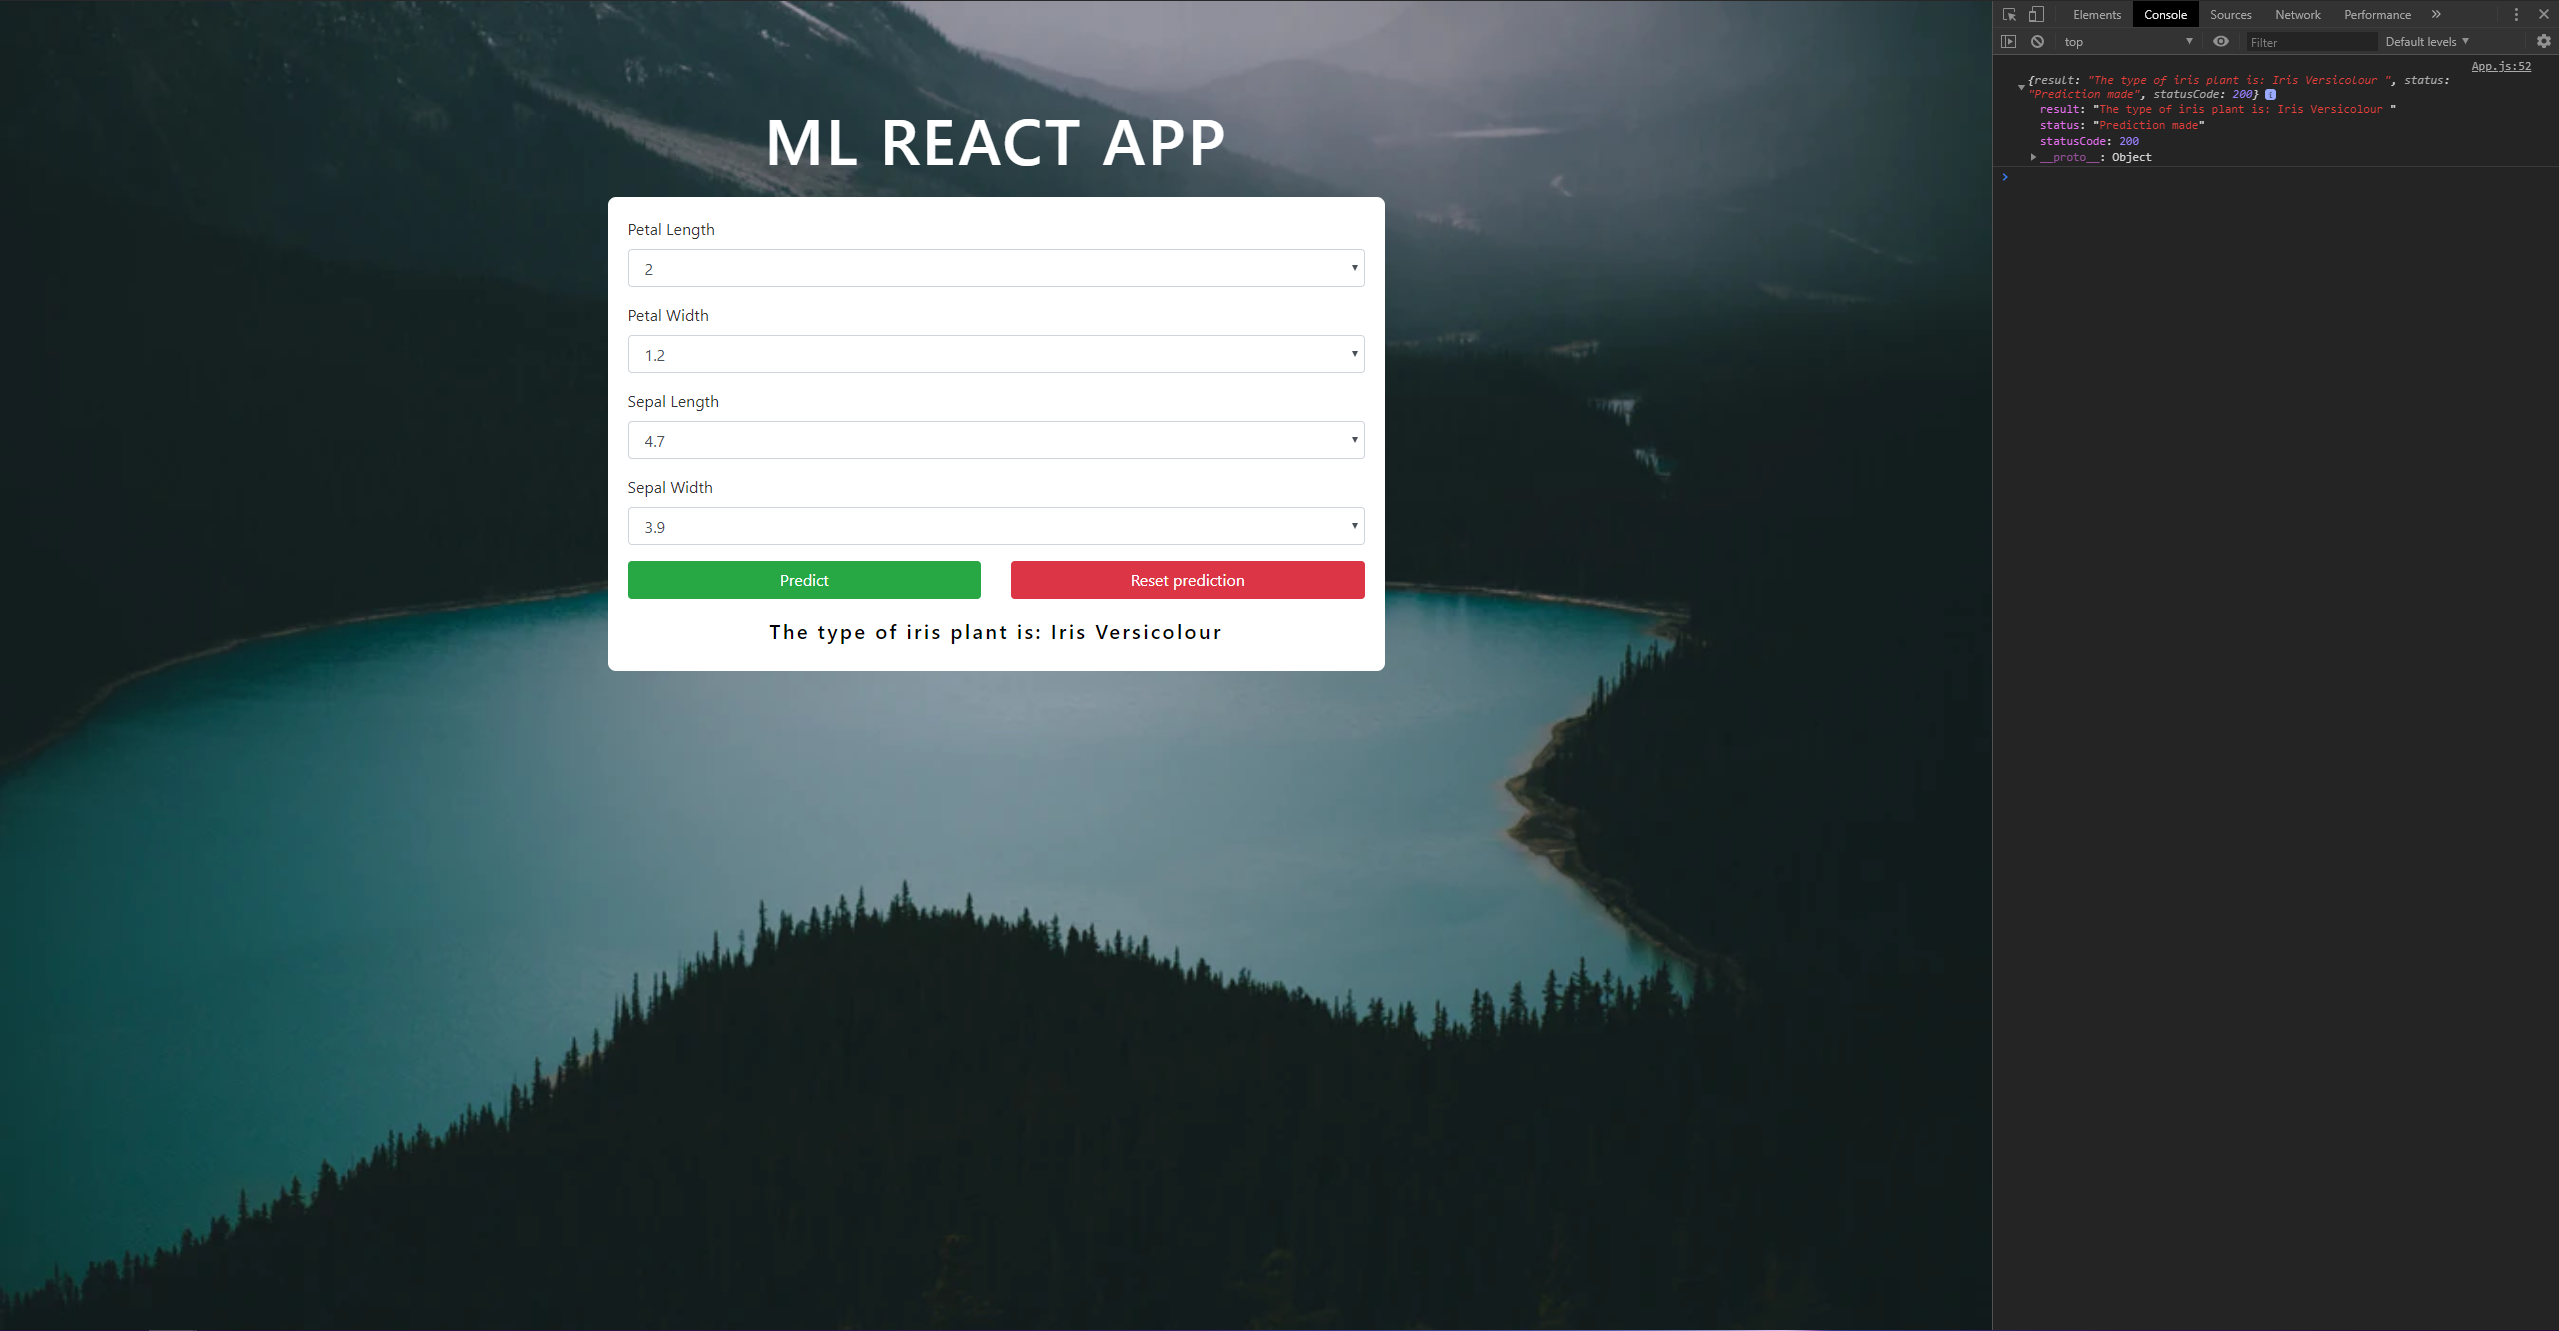 ML REACT APP
Petal Length
2
Petal Width
1.2
Sepal Length
4.7
Sepal Width
3.9
Predict
Reset prediction
The type of iris plant is: Iris Versicolour
Elements Console Sources Network Performance »
top Filter Default levels
App.js:52
{result: "The type of iris plant is: Iris Versicolour ", status:
"Prediction made", statusCode: 200}
result: "The type of iris plant is: Iris Versicolour "
status: "Prediction made"
statusCode: 200
__proto__: Object